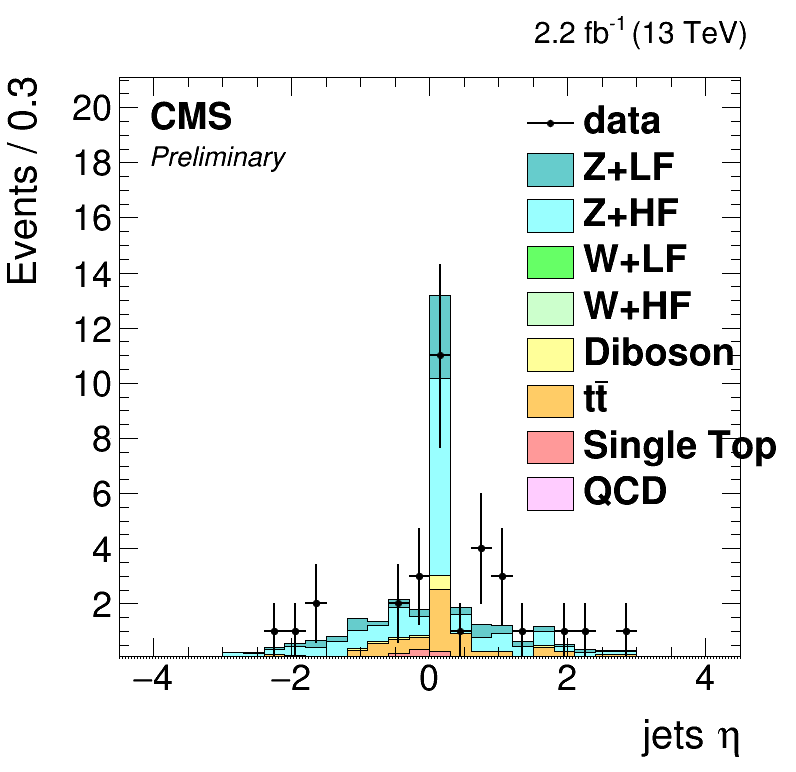 2.2 fb⁻¹ (13 TeV)
Events / 0.3
20
18
16
14
12
10
8
6
4
2
CMS
Preliminary
data
Z+LF
Z+HF
W+LF
W+HF
Diboson
tt̄
Single Top
QCD
−4 −2 0 2 4
jets η